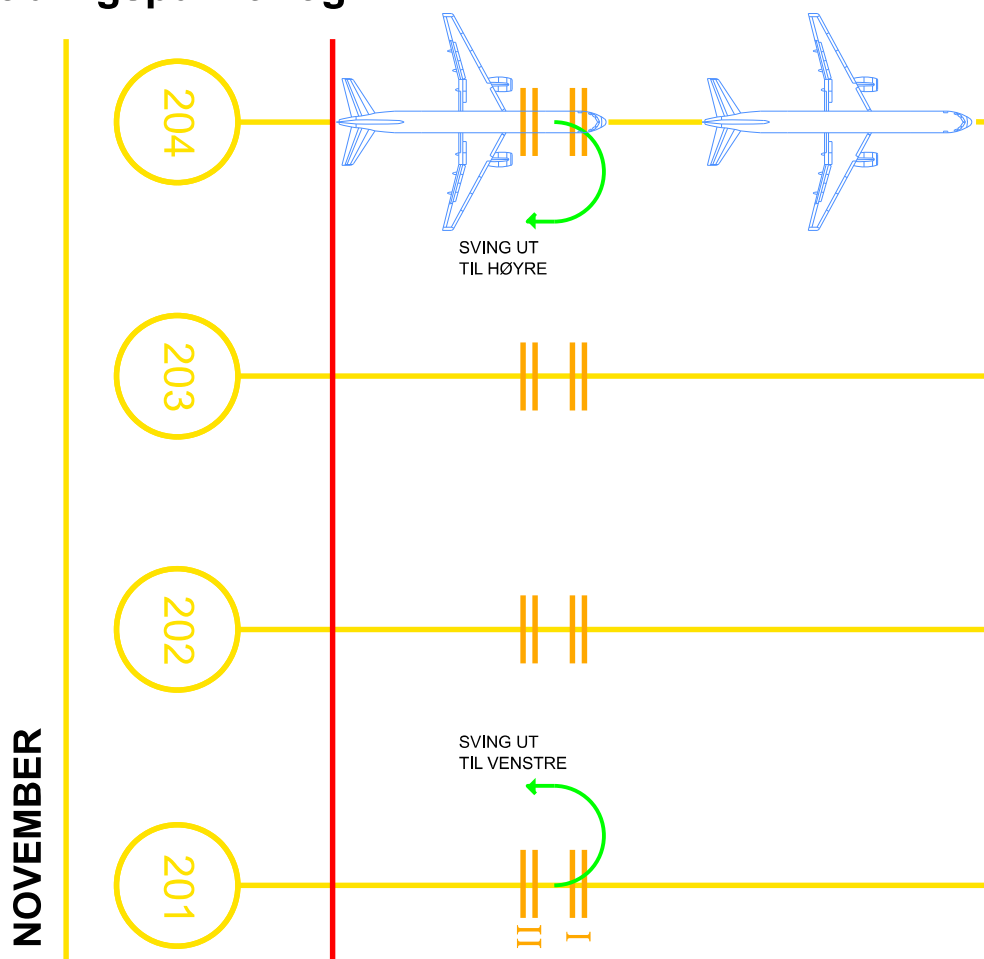 204
SVING UT
TIL HØYRE
203
202
SVING UT
TIL VENSTRE
NOVEMBER
201
II
I